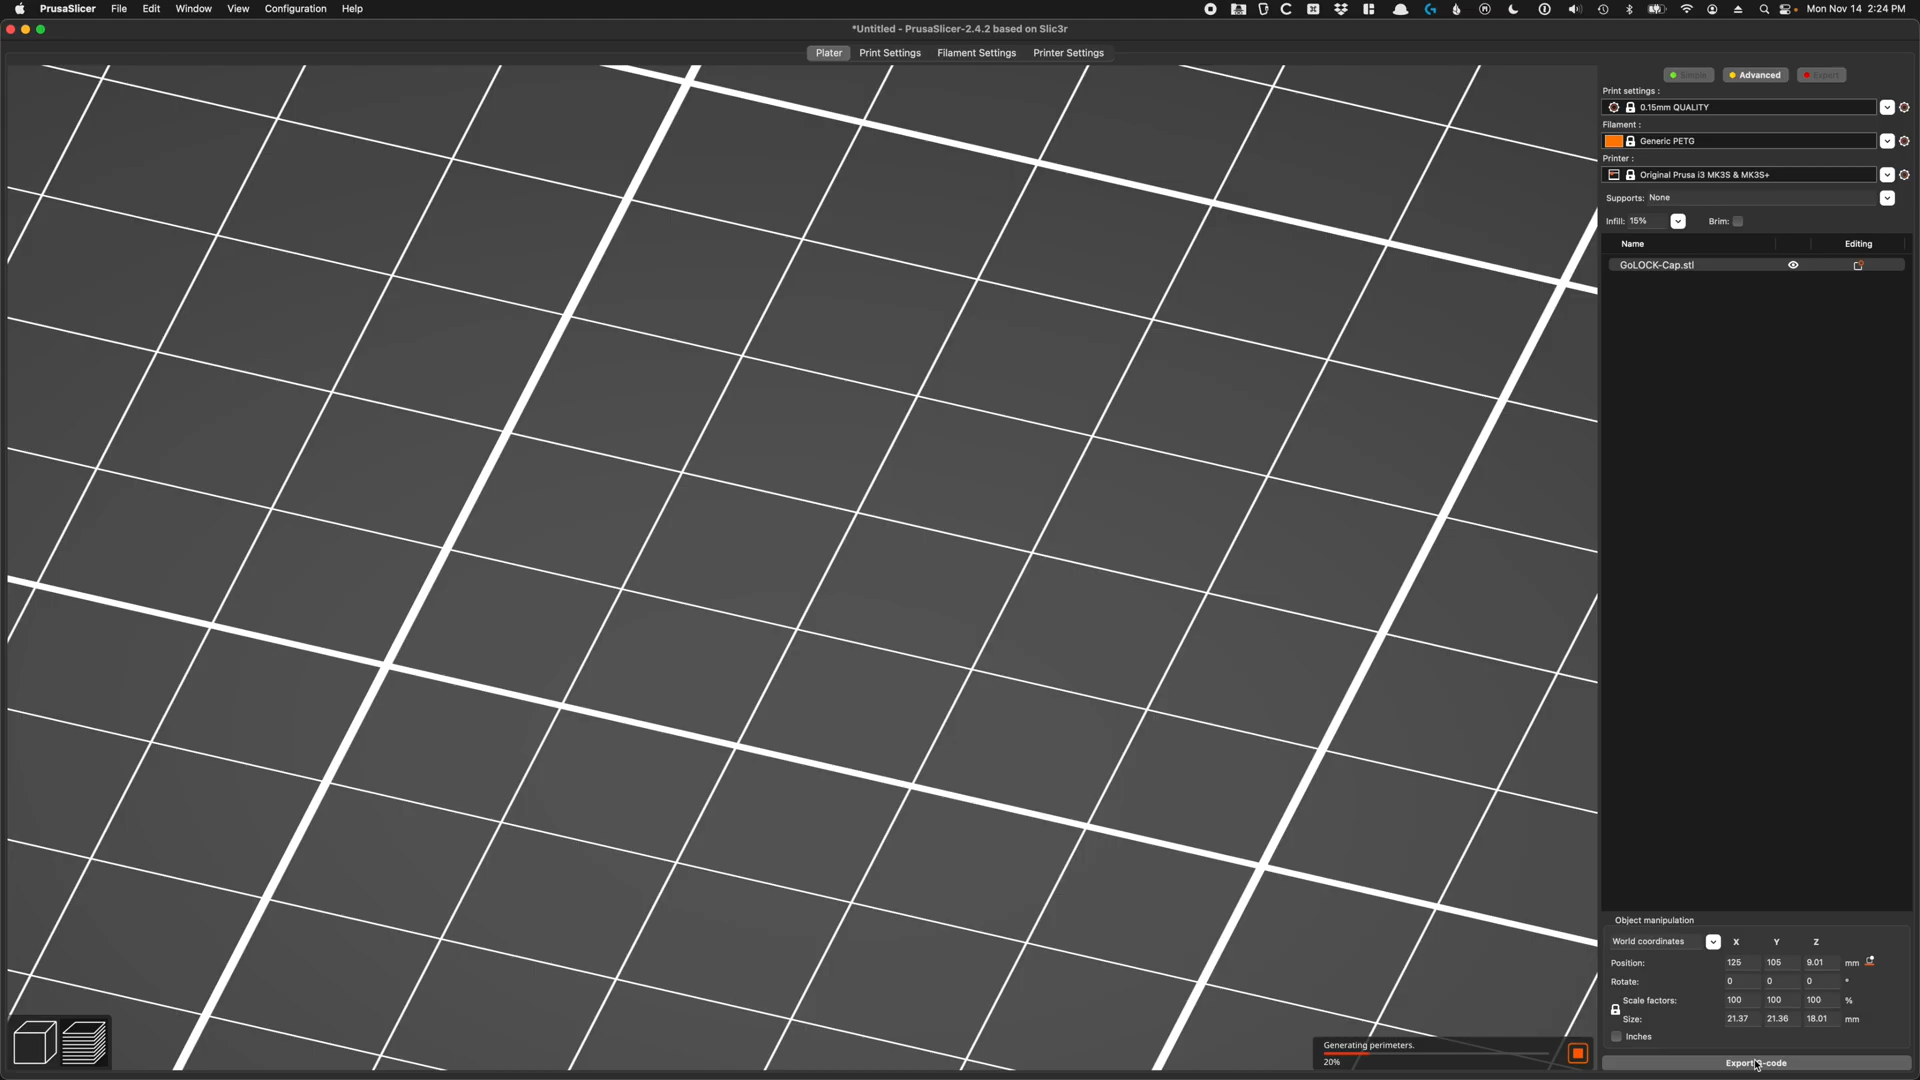 PrusaSlicer File Edit Window View Configuration Help Mon Nov 14 2:24 PM
*Untitled - PrusaSlicer-2.4.2 based on Slic3r
Plater Print Settings Filament Settings Printer Settings
Simple Advanced Expert
Print settings :
0.15mm QUALITY
Filament :
Generic PETG
Printer :
Original Prusa i3 MK3S & MK3S+
Supports: None
Infill: 15% Brim:
Name Editing
GoLOCK-Cap.stl
Object manipulation
World coordinates X Y Z
Position: 125 105 9.01 mm
Rotate: 0 0 0 °
Scale factors: 100 100 100 %
Size: 21.37 21.36 18.01 mm
Inches
Generating perimeters.
20%
Export G-code